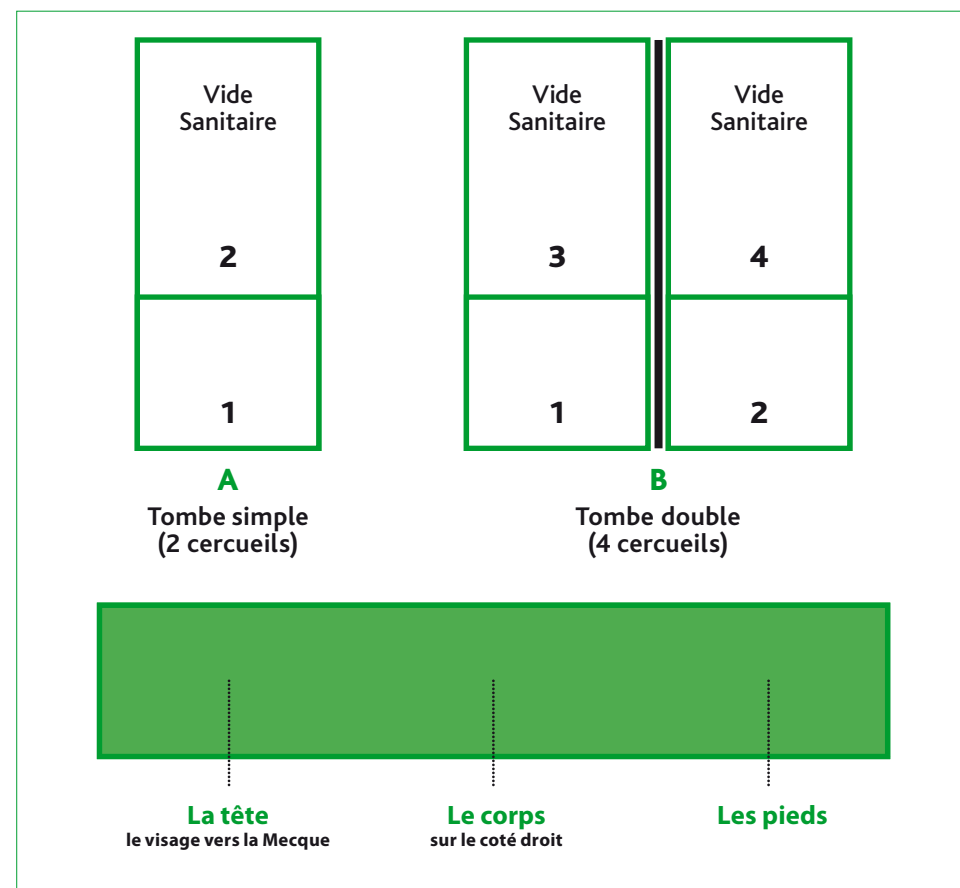 Vide
Sanitaire
2
1
A
Tombe simple
(2 cercueils)
Vide
Sanitaire
3
1
Vide
Sanitaire
4
2
B
Tombe double
(4 cercueils)
La tête
le visage vers la Mecque
Le corps
sur le coté droit
Les pieds